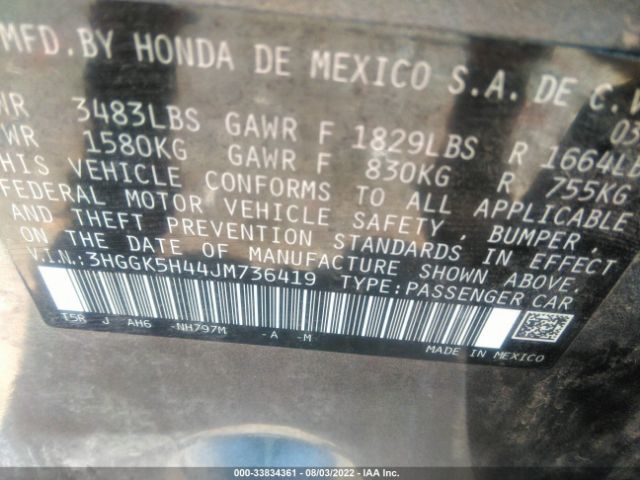 MFD.BY HONDA DE MEXICO S.A.DE C.V
WR 3483LBS GAWR F 1829LBS R 1664LB
WR 1580KG GAWR F 830KG R 755KG
HIS VEHICLE CONFORMS TO ALL APPLICABLE
FEDERAL MOTOR VEHICLE SAFETY, BUMPER,
AND THEFT PREVENTION STANDARDS IN EFFECT
ON THE DATE OF MANUFACTURE SHOWN ABOVE.
V.I.N.:3HGGK5H44JM736419 TYPE:PASSENGER CAR
T5R J AH6 -NH797M -A -M
MADE IN MEXICO
000-33834361 - 08/03/2022 - IAA Inc.